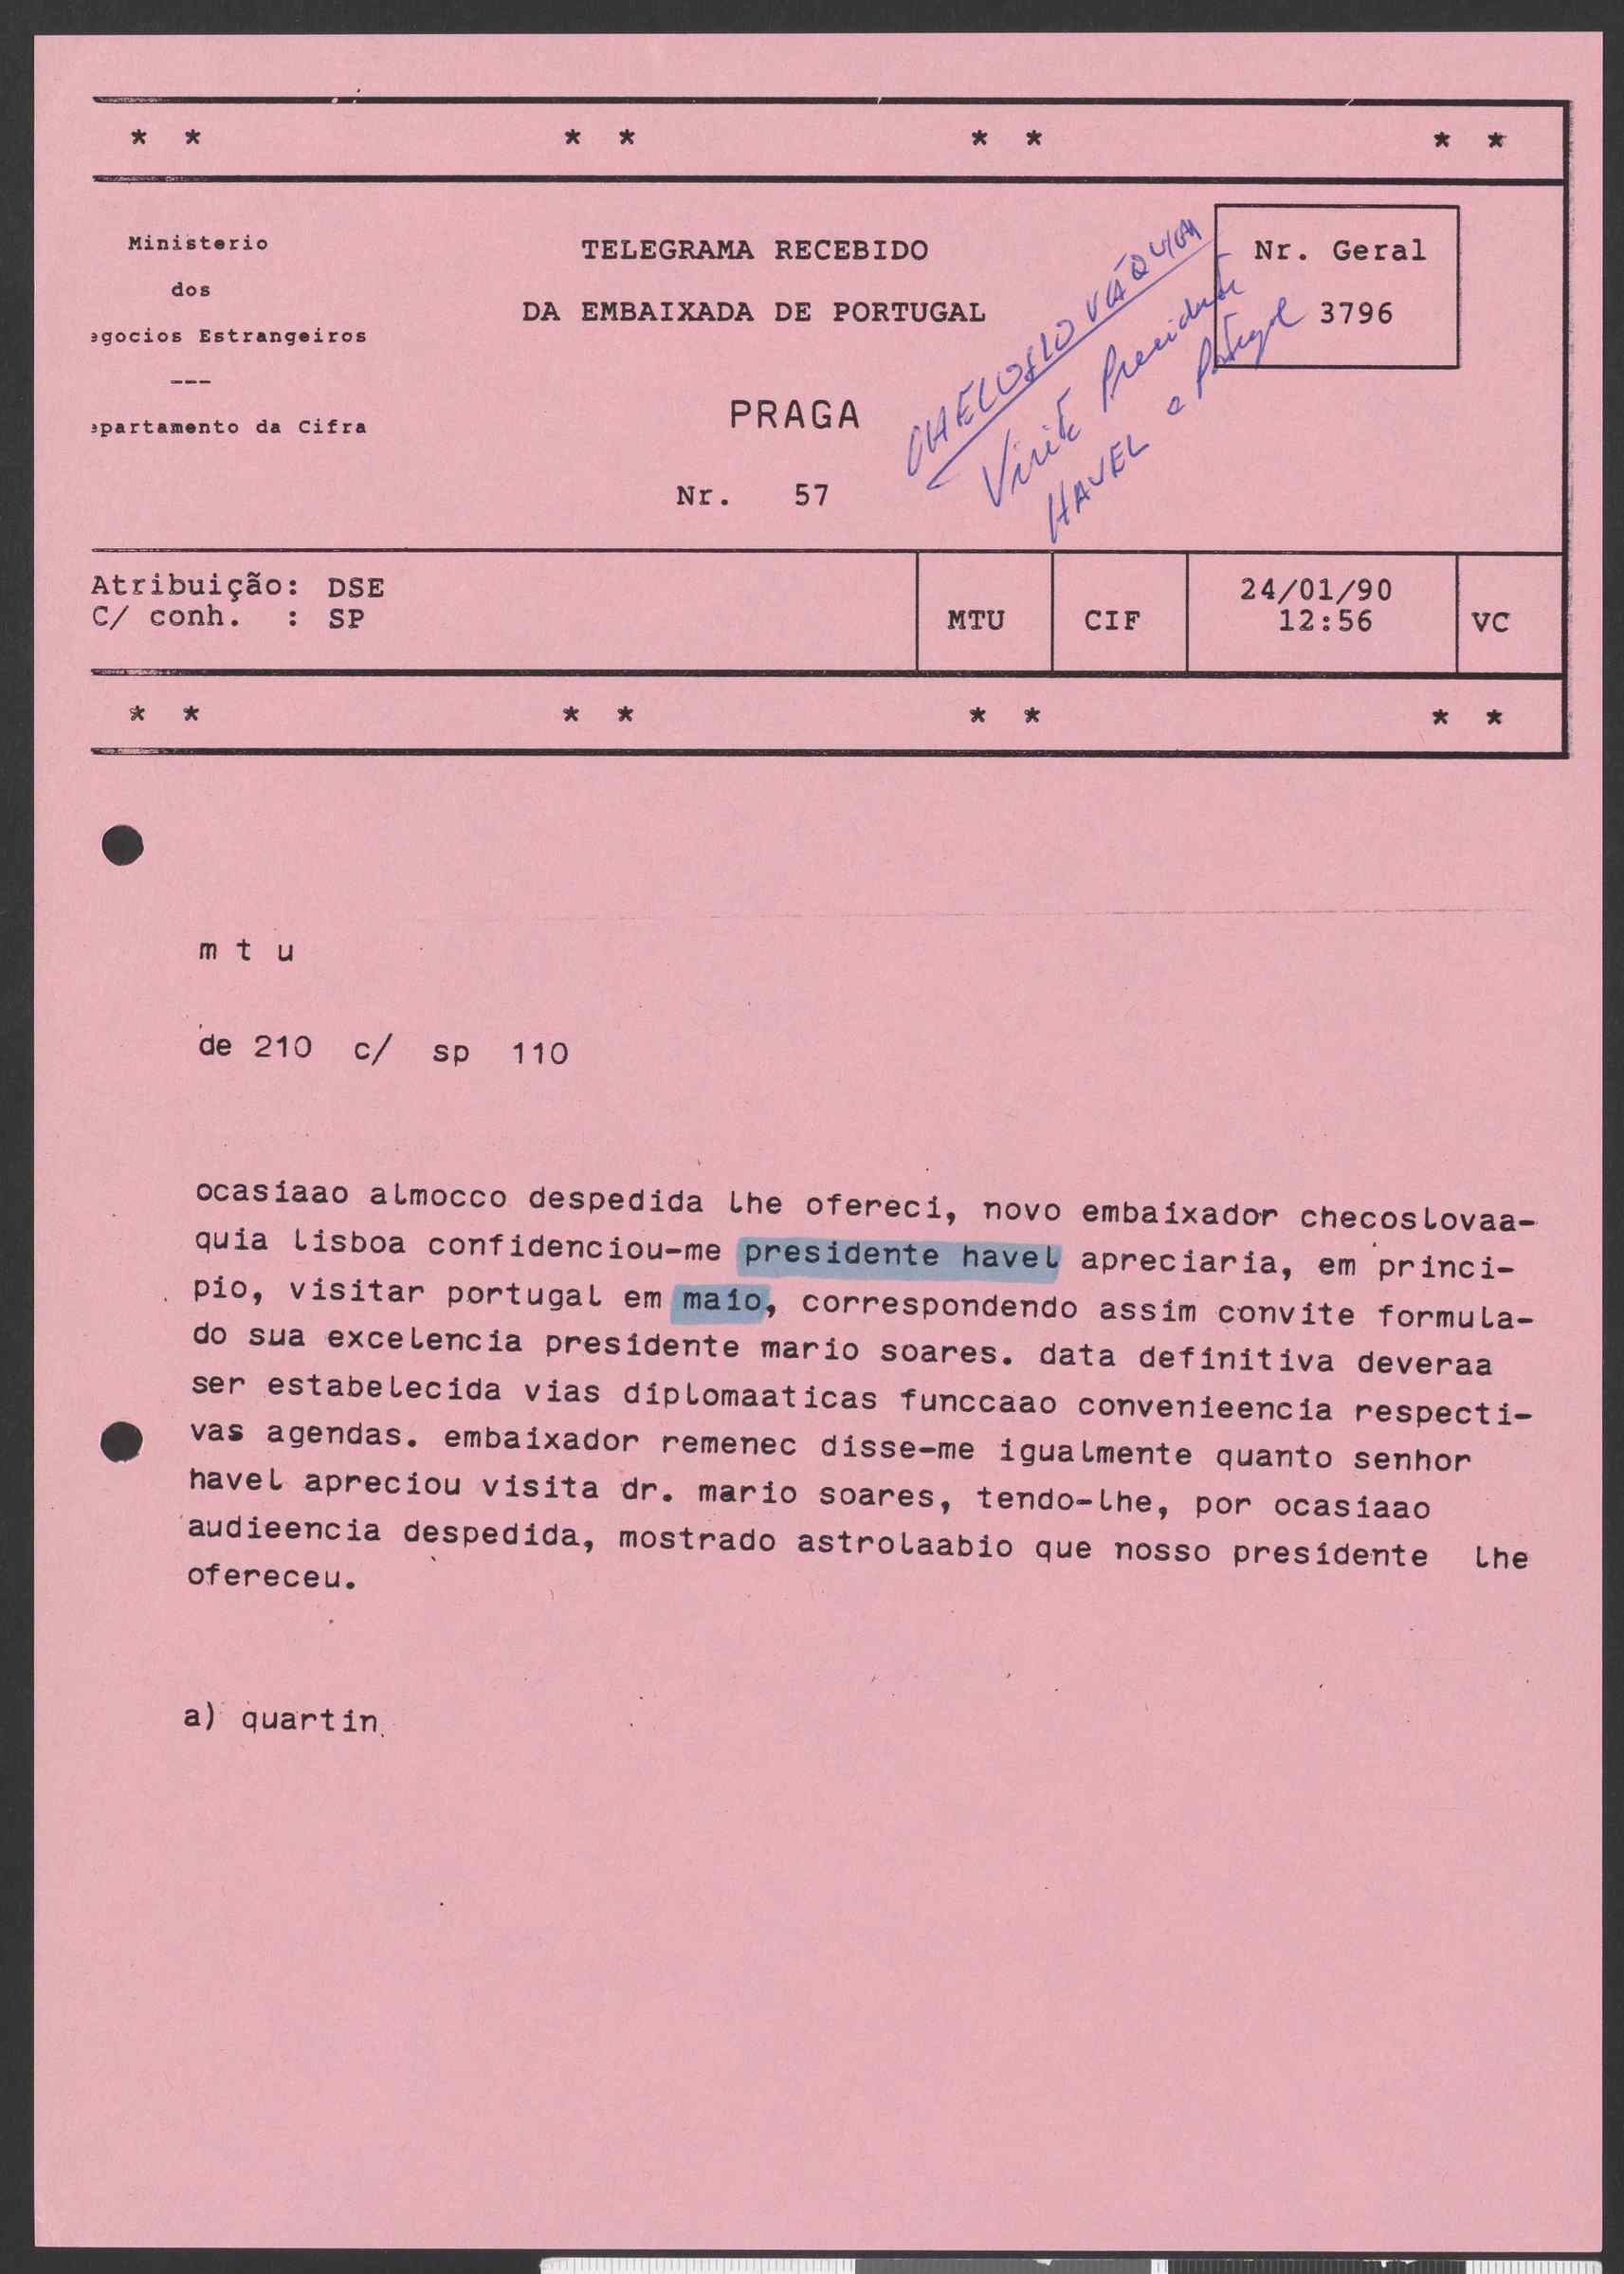 * * * * * * * *
Ministerio
dos
egocios Estrangeiros
---
epartamento da Cifra
TELEGRAMA RECEBIDO
DA EMBAIXADA DE PORTUGAL
PRAGA
Nr. 57
CHECOSLOVÁQUIA
Visita Presidente
HAVEL a Portugal
Nr. Geral
3796
Atribuição: DSE
C/ conh. : SP
MTU
CIF
24/01/90
12:56
VC
* * * * * * * *
m t u
de 210 c/ sp 110
ocasiaao almocco despedida lhe ofereci, novo embaixador checoslovaa-
quia lisboa confidenciou-me presidente havel apreciaria, em princi-
pio, visitar portugal em maio, correspondendo assim convite formula-
do sua excelencia presidente mario soares. data definitiva deveraa
ser estabelecida vias diplomaaticas funccaao convenieencia respecti-
vas agendas. embaixador remenec disse-me igualmente quanto senhor
havel apreciou visita dr. mario soares, tendo-lhe, por ocasiaao
audieencia despedida, mostrado astrolaabio que nosso presidente lhe
ofereceu.
a) quartin